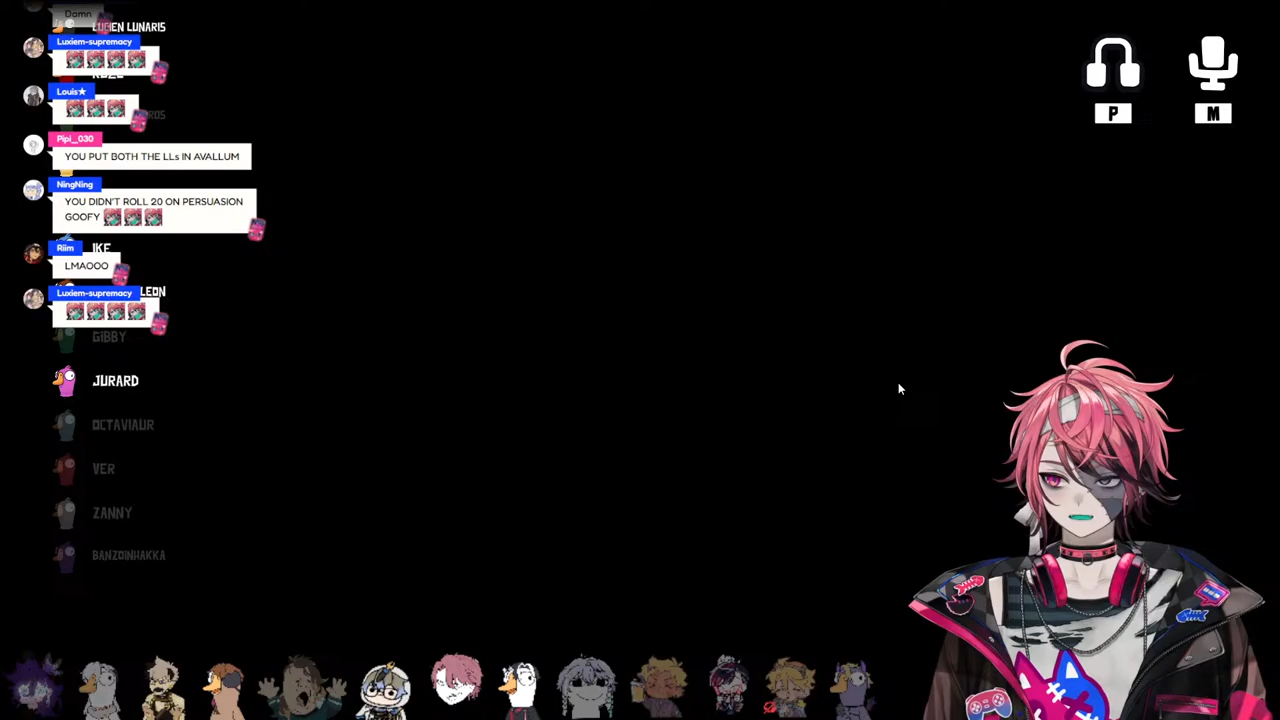 Damn
LUCIEN LUNARIS
Luxiem-supremacy
Louis★
Pipi_030
YOU PUT BOTH THE LLs IN AVALLUM
NingNing
YOU DIDN'T ROLL 20 ON PERSUASION
GOOFY
IKE
Riim
LMAOOO
LEON
Luxiem-supremacy
GIBBY
JURARD
OCTAVIAUR
VER
ZANNY
BANZOINHAKKA
P
M